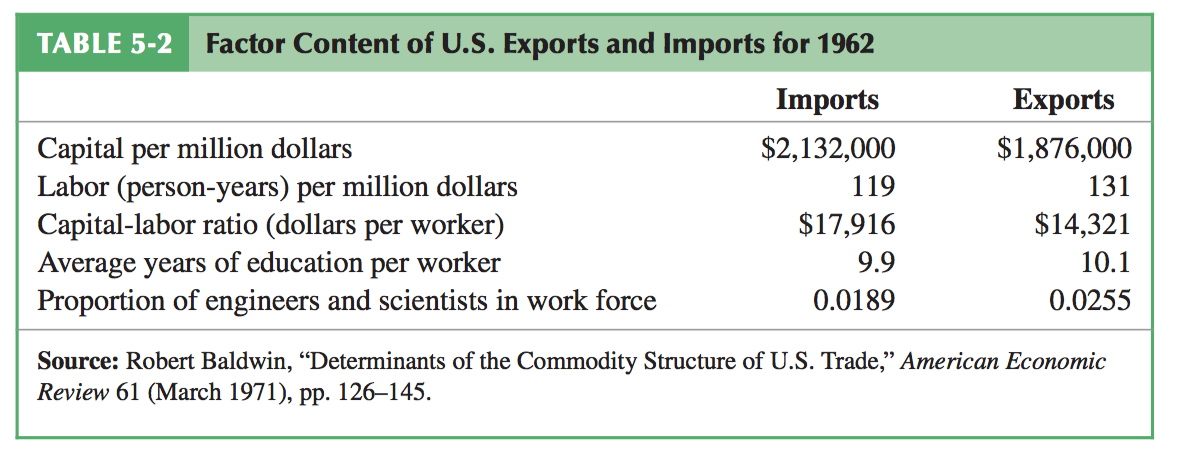 TABLE 5-2 Factor Content of U.S. Exports and Imports for 1962
Imports Exports
Capital per million dollars $2,132,000 $1,876,000
Labor (person-years) per million dollars 119 131
Capital-labor ratio (dollars per worker) $17,916 $14,321
Average years of education per worker 9.9 10.1
Proportion of engineers and scientists in work force 0.0189 0.0255
Source: Robert Baldwin, “Determinants of the Commodity Structure of U.S. Trade,” American Economic
Review 61 (March 1971), pp. 126–145.